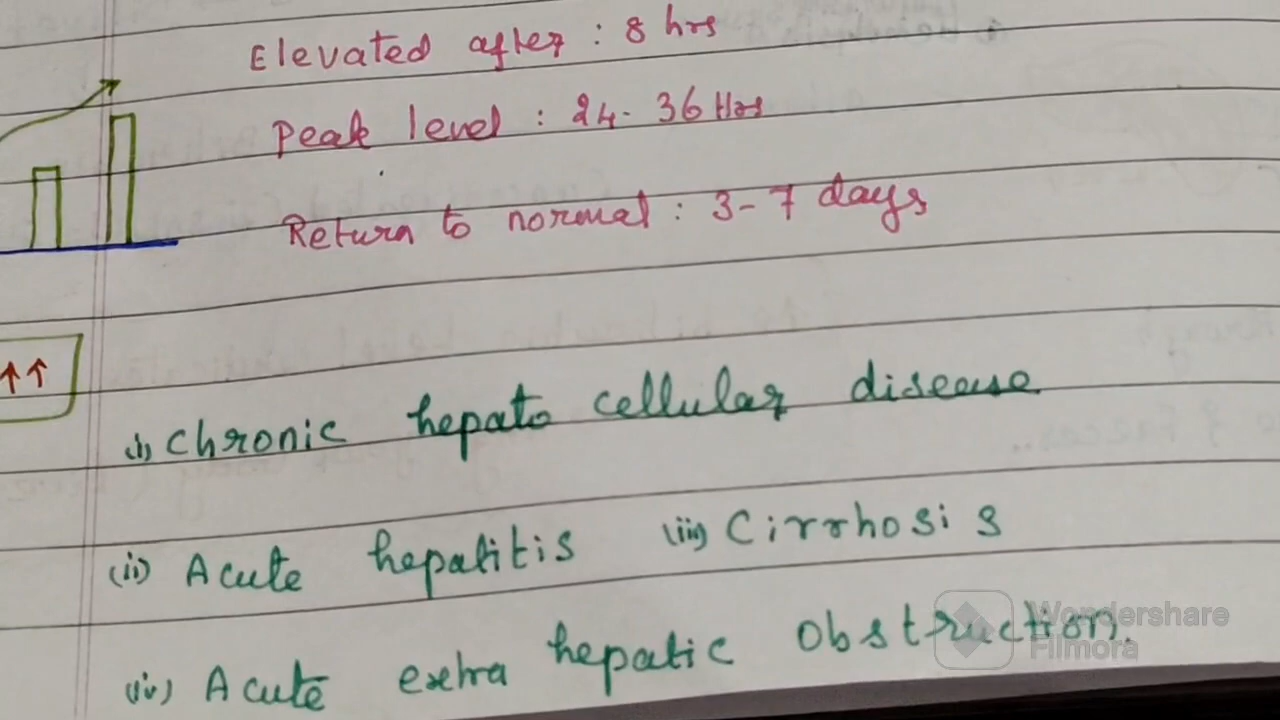 Elevated after : 8 hrs
Peak level : 24- 36 Hrs
Return to normal : 3-7 days
↑↑
(i) Chronic hepato cellular disease
(ii) Acute hepatitis (iii) Cirrhosis
(iv) Acute extra hepatic obstruction.
Wondershare
Filmora